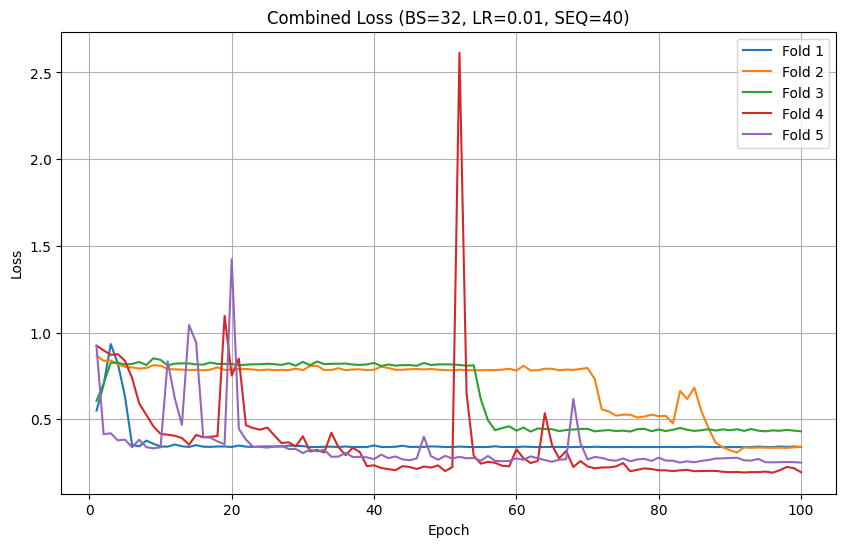 Combined Loss (BS=32, LR=0.01, SEQ=40)
Fold 1
Fold 2
Fold 3
Fold 4
Fold 5
2.5
2.0
1.5
1.0
0.5
Loss
0 20 40 60 80 100
Epoch